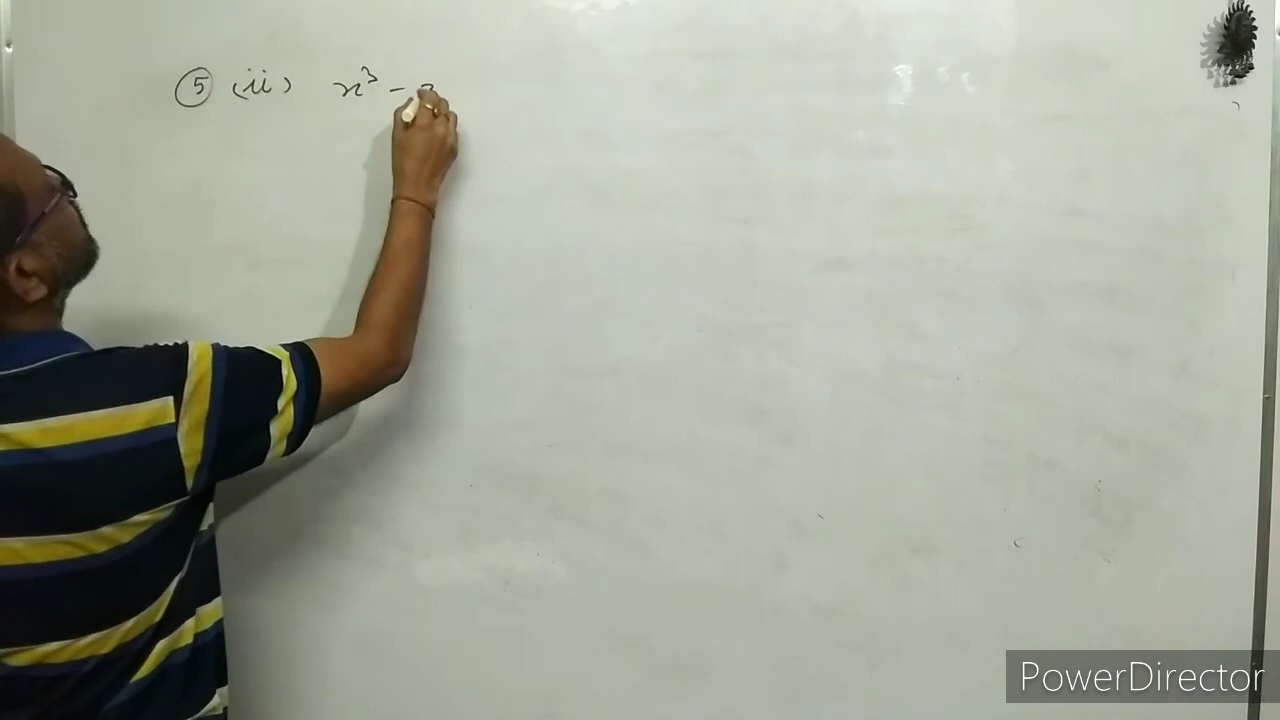 ⑤ (ii) x³ -
PowerDirector